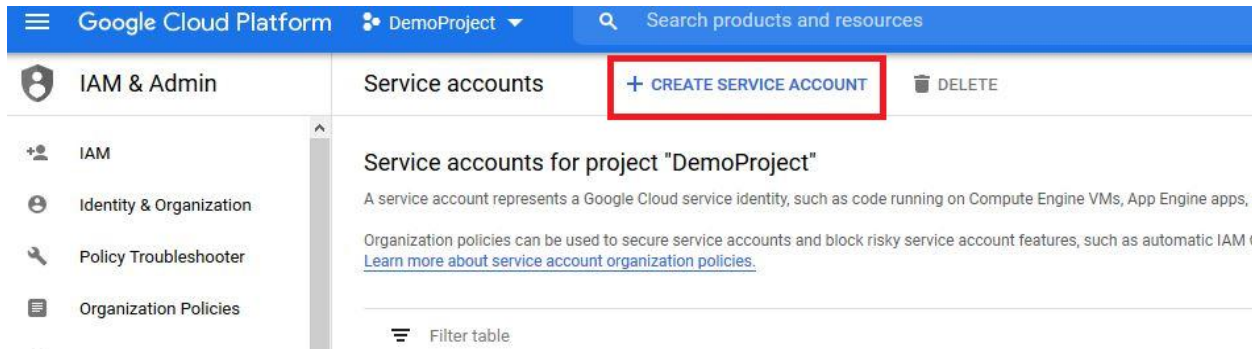 Google Cloud Platform DemoProject Search products and resources
IAM & Admin
Service accounts + CREATE SERVICE ACCOUNT DELETE
IAM
Identity & Organization
Policy Troubleshooter
Organization Policies
Service accounts for project "DemoProject"
A service account represents a Google Cloud service identity, such as code running on Compute Engine VMs, App Engine apps,
Organization policies can be used to secure service accounts and block risky service account features, such as automatic IAM
Learn more about service account organization policies.
Filter table